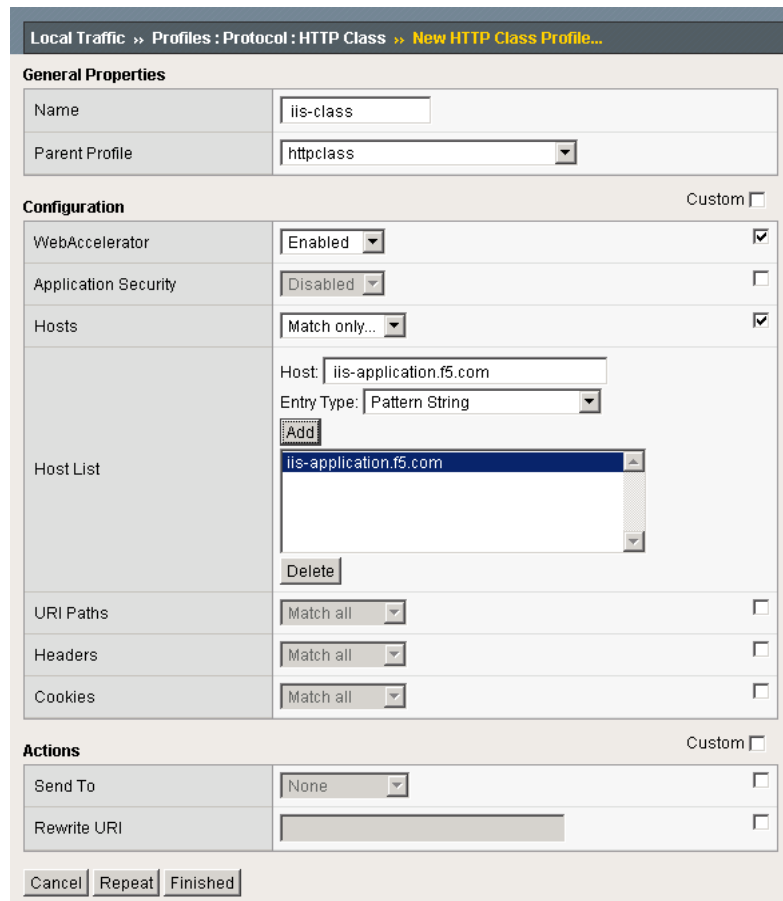 Local Traffic ›› Profiles : Protocol : HTTP Class ›› New HTTP Class Profile...
General Properties
Name iis-class
Parent Profile httpclass
Configuration Custom
WebAccelerator Enabled
Application Security Disabled
Hosts Match only...
Host List
Host: iis-application.f5.com
Entry Type: Pattern String
Add
iis-application.f5.com
Delete
URI Paths Match all
Headers Match all
Cookies Match all
Actions Custom
Send To None
Rewrite URI
Cancel Repeat Finished